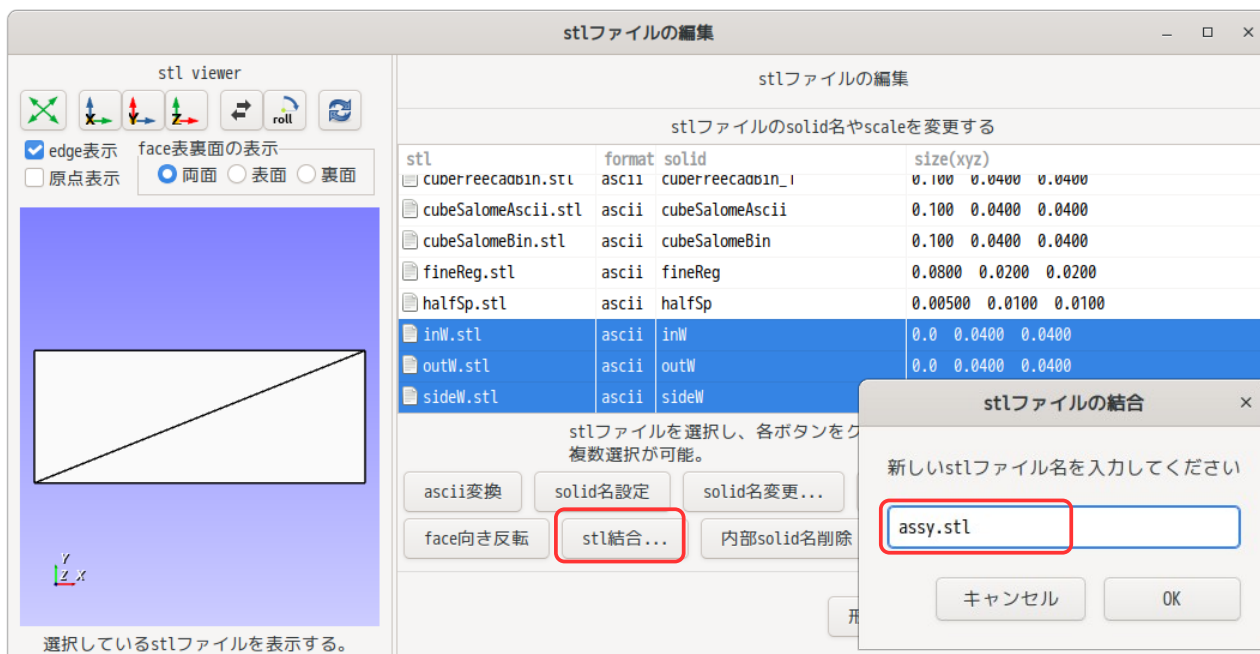 stlファイルの編集
stl viewer
X
Y
Z
roll
edge表示
face表裏面の表示
原点表示
両面 表面 裏面
Y
Z X
選択しているstlファイルを表示する。
stlファイルの編集
stlファイルのsolid名やscaleを変更する
stl format solid size(xyz)
cubeFreecadBin.stl ascii cubeFreecadBin_1 0.100 0.0400 0.0400
cubeSalomeAscii.stl ascii cubeSalomeAscii 0.100 0.0400 0.0400
cubeSalomeBin.stl ascii cubeSalomeBin 0.100 0.0400 0.0400
fineReg.stl ascii fineReg 0.0800 0.0200 0.0200
halfSp.stl ascii halfSp 0.00500 0.0100 0.0100
inW.stl ascii inW 0.0 0.0400 0.0400
outW.stl ascii outW 0.0 0.0400 0.0400
sideW.stl ascii sideW
stlファイルを選択し、各ボタンをク
複数選択が可能。
ascii変換 solid名設定 solid名変更...
face向き反転 stl結合... 内部solid名削除
stlファイルの結合
新しいstlファイル名を入力してください
assy.stl
キャンセル OK